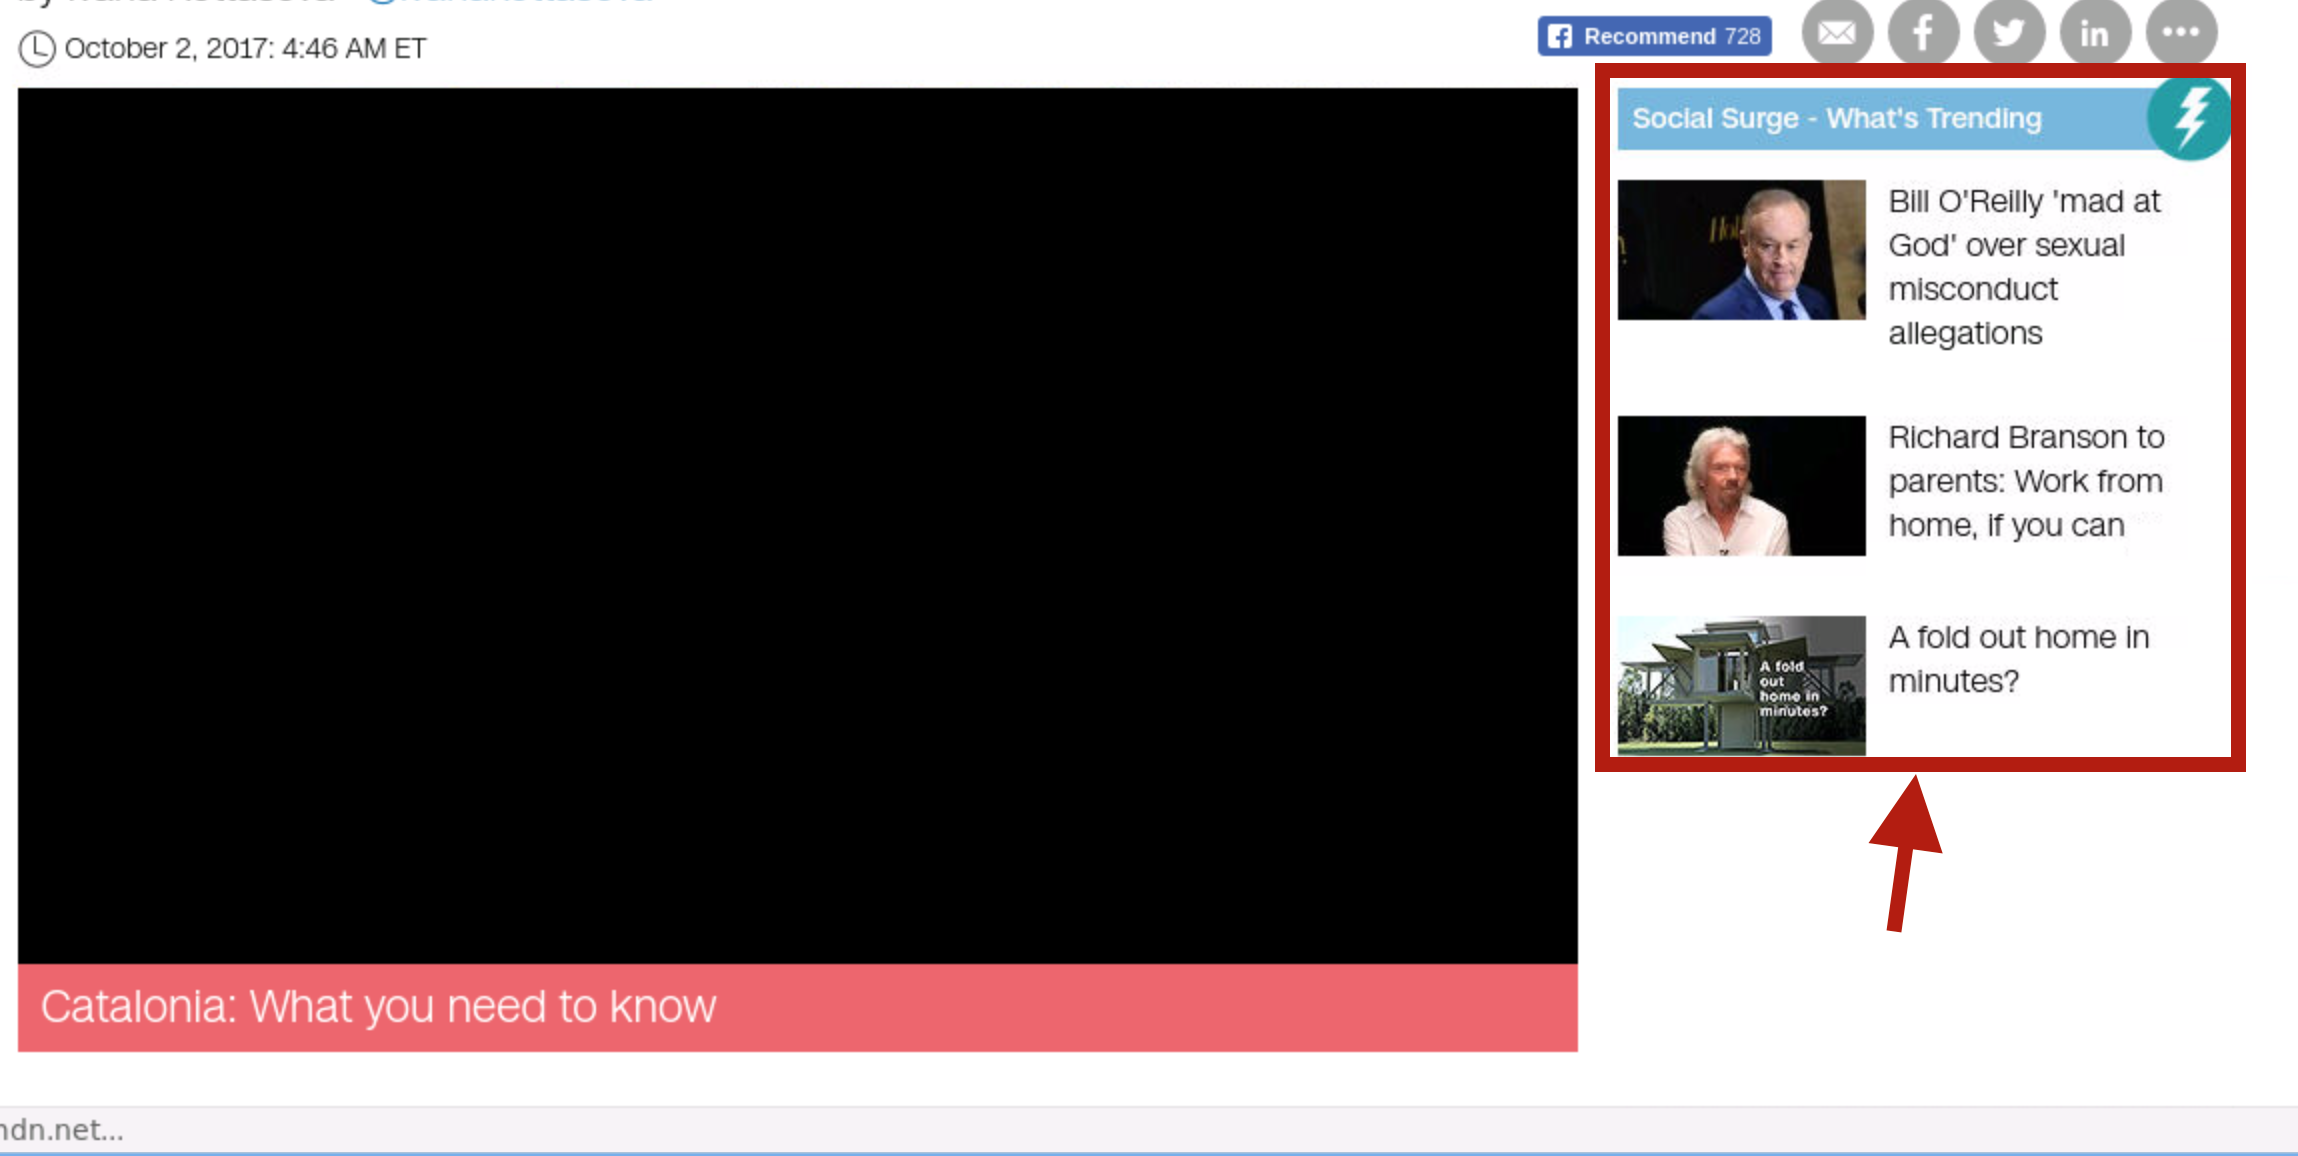 by
October 2, 2017: 4:46 AM ET
Recommend 728
Social Surge - What's Trending
Bill O'Reilly 'mad at
God' over sexual
misconduct
allegations
Richard Branson to
parents: Work from
home, if you can
A fold
out
home in
minutes?
A fold out home in
minutes?
Catalonia: What you need to know
ndn.net...